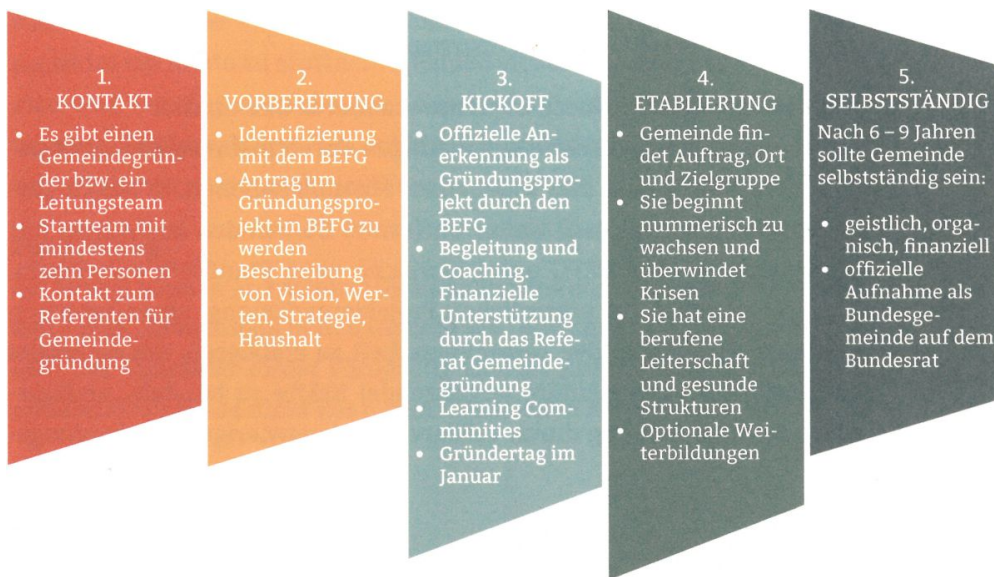 1.
KONTAKT
• Es gibt einen
Gemeindegrün-
der bzw. ein
Leitungsteam
• Startteam mit
mindestens
zehn Personen
• Kontakt zum
Referenten für
Gemeinde-
gründung
2.
VORBEREITUNG
• Identifizierung
mit dem BEFG
• Antrag um
Gründungspro-
jekt im BEFG zu
werden
• Beschreibung
von Vision, Wer-
ten, Strategie,
Haushalt
3.
KICKOFF
• Offizielle An-
erkennung als
Gründungspro-
jekt durch den
BEFG
• Begleitung und
Coaching.
Finanzielle
Unterstützung
durch das Refe-
rat Gemeinde-
gründung
• Learning Com-
munities
• Gründertag im
Januar
4.
ETABLIERUNG
• Gemeinde fin-
det Auftrag, Ort
und Zielgruppe
• Sie beginnt
nummerisch zu
wachsen und
überwindet
Krisen
• Sie hat eine
berufene
Leiterschaft
und gesunde
Strukturen
• Optionale Wei-
terbildungen
5.
SELBSTSTÄNDIG
Nach 6 – 9 Jahren
sollte Gemeinde
selbstständig sein:
• geistlich, orga-
nisch, finanziell
• offizielle
Aufnahme als
Bundesge-
meinde auf dem
Bundesrat